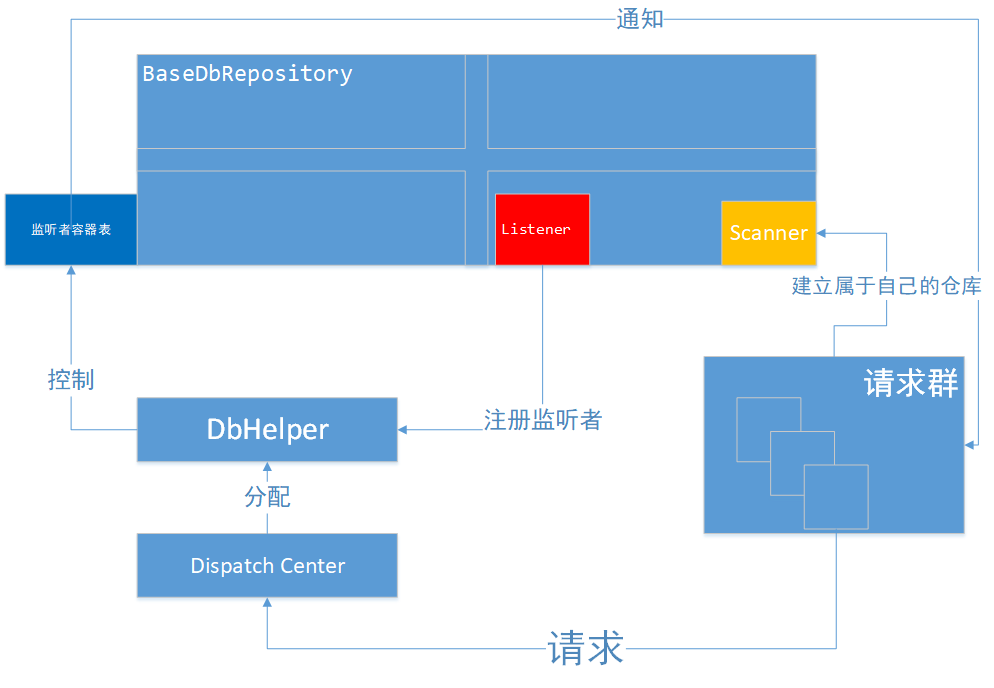 通知
BaseDbRepository
监听者容器表
Listener
Scanner
建立属于自己的仓库
控制
请求群
DbHelper
注册监听者
分配
Dispatch Center
请求